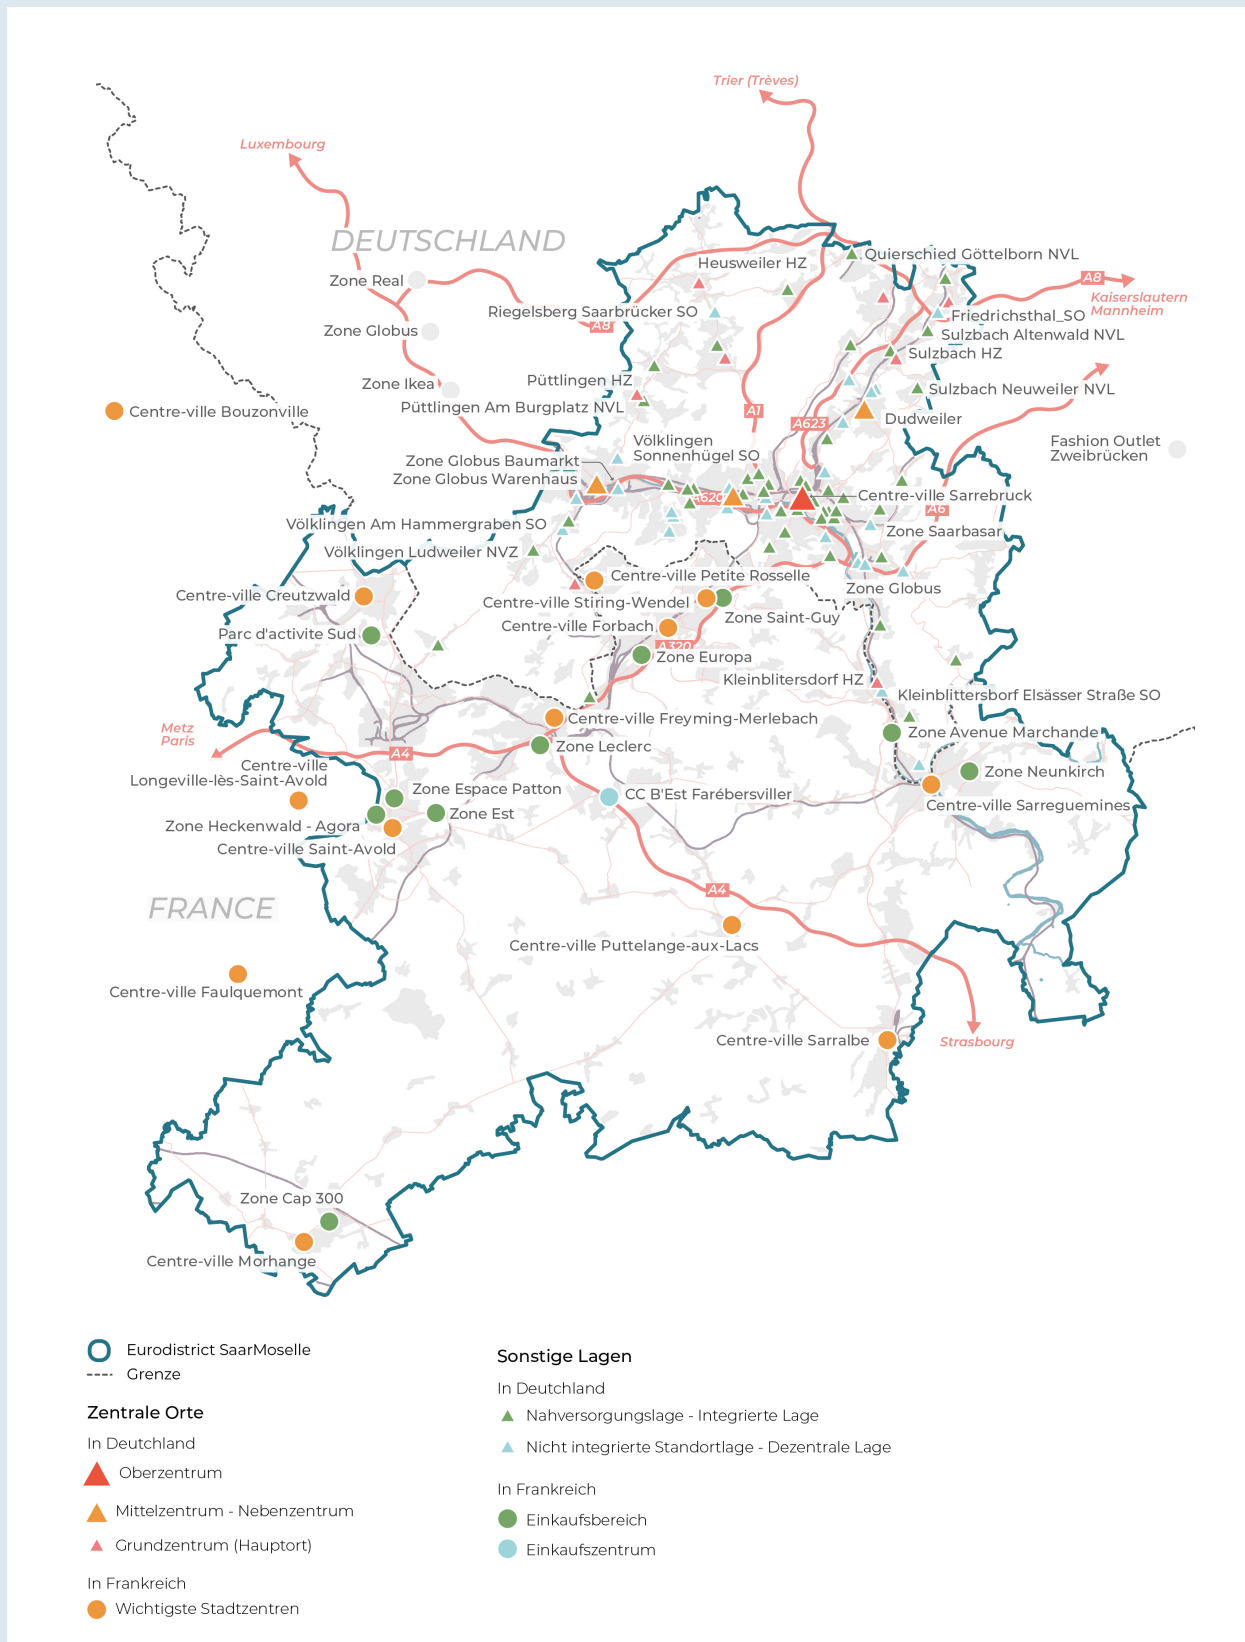 Trier (Trèves)
Luxembourg
DEUTSCHLAND
Quierschied Göttelborn NVL
Heusweiler HZ
Zone Real
A8
Kaiserslautern
Mannheim
Riegelsberg Saarbrücker SO
Friedrichsthal_SO
Zone Globus
A8
Sulzbach Altenwald NVL
Sulzbach HZ
Zone Ikea
Püttlingen HZ
Sulzbach Neuweiler NVL
Püttlingen Am Burgplatz NVL
A1
Centre-ville Bouzonville
A623
Dudweiler
Völklingen
Sonnenhügel SO
Fashion Outlet
Zweibrücken
Zone Globus Baumarkt
Zone Globus Warenhaus
A620
Centre-ville Sarrebruck
A6
Völklingen Am Hammergraben SO
Zone Saarbasar
Völklingen Ludweiler NVZ
Centre-ville Petite Rosselle
Zone Globus
Centre-ville Creutzwald
Centre-ville Stiring-Wendel
Zone Saint-Guy
Centre-ville Forbach
Parc d'activite Sud
A320
Zone Europa
Kleinblitersdorf HZ
Kleinblittersborf Elsässer Straße SO
Centre-ville Freyming-Merlebach
Zone Avenue Marchande
Metz
Paris
A4
Zone Leclerc
Centre-ville
Longeville-lès-Saint-Avold
Zone Neunkirch
Zone Espace Patton
CC B'Est Farébersviller
Centre-ville Sarreguemines
Zone Est
Zone Heckenwald - Agora
Centre-ville Saint-Avold
A4
FRANCE
Centre-ville Puttelange-aux-Lacs
Centre-ville Faulquemont
Centre-ville Sarralbe
Strasbourg
Zone Cap 300
Centre-ville Morhange
Eurodistrict SaarMoselle
Grenze
Zentrale Orte
In Deutchland
Oberzentrum
Mittelzentrum - Nebenzentrum
Grundzentrum (Hauptort)
In Frankreich
Wichtigste Stadtzentren
Sonstige Lagen
In Deutchland
Nahversorgungslage - Integrierte Lage
Nicht integrierte Standortlage - Dezentrale Lage
In Frankreich
Einkaufsbereich
Einkaufszentrum